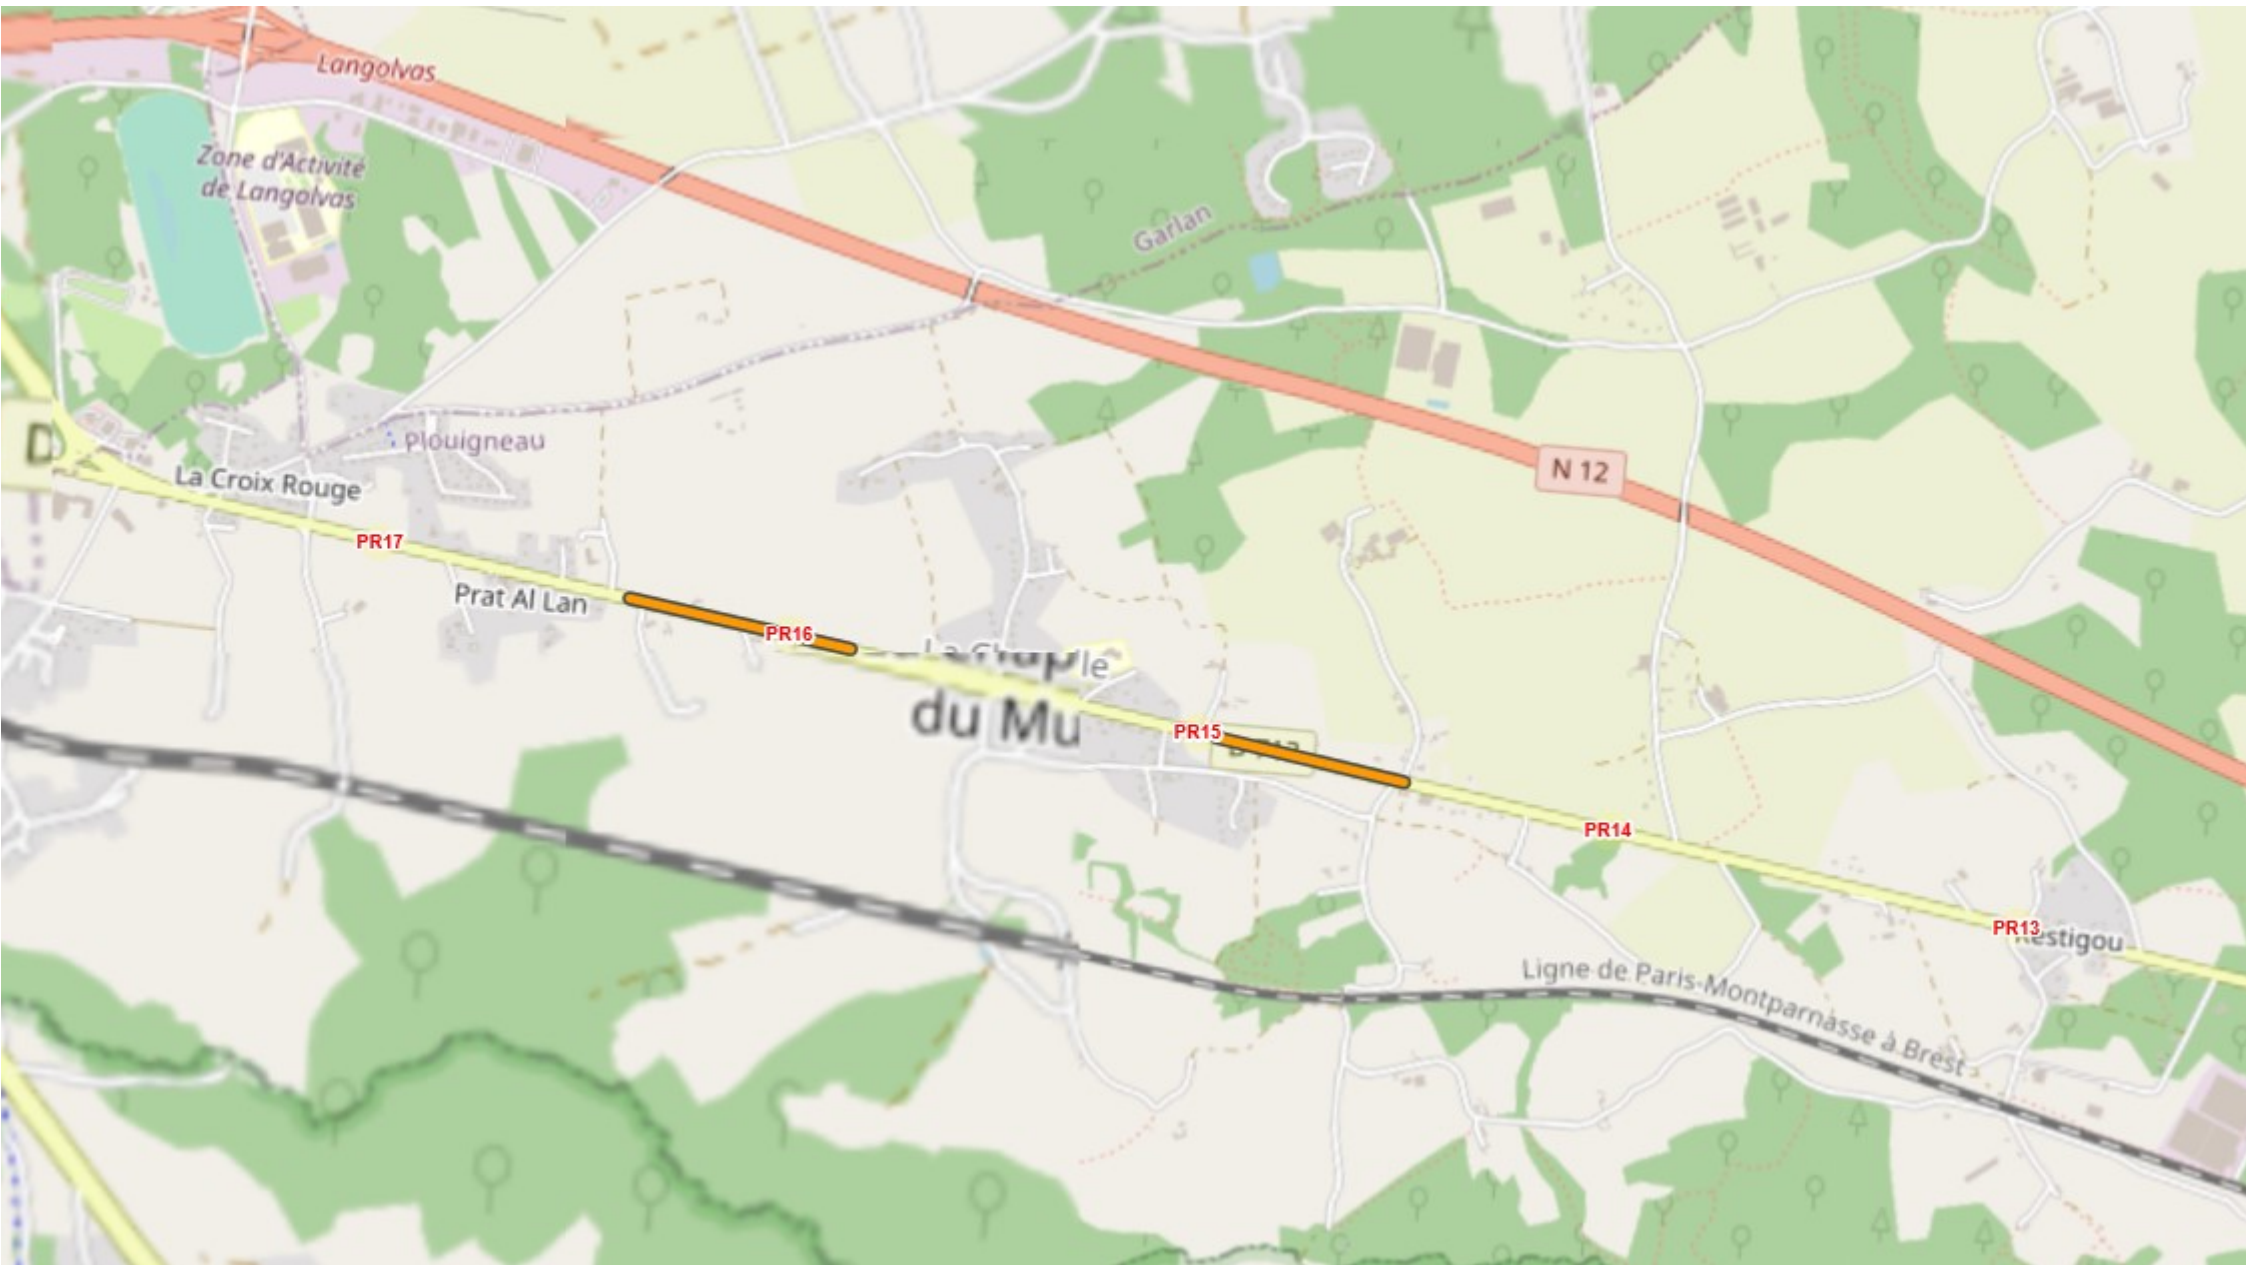 Langolvas
Zone d'Activité
de Langolvas
Garlan
Plouigneau
N 12
D
La Croix Rouge
PR17
Prat Al Lan
PR16
du Mu
PR15
PR14
PR13
Ligne de Paris-Montparnasse à Brest